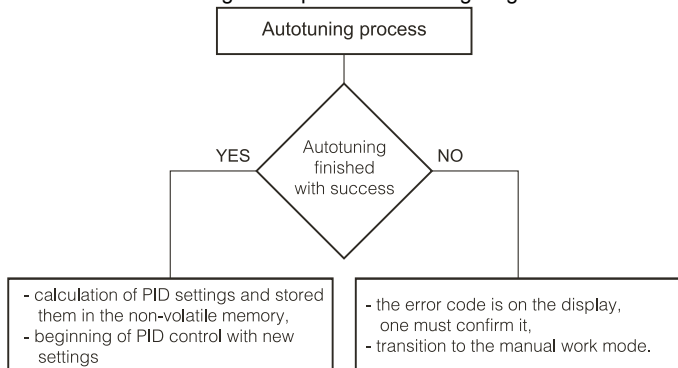 Autotuning process
YES
Autotuning
finished
with success
NO
- calculation of PID settings and stored
them in the non-volatile memory,
- beginning of PID control with new
settings
- the error code is on the display,
one must confirm it,
- transition to the manual work mode.